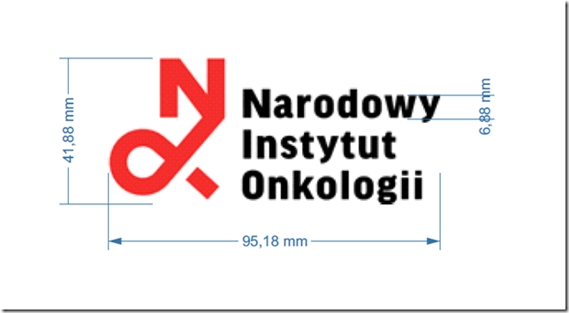 41,88 mm
Narodowy
Instytut
Onkologii
6,88 mm
95,18 mm